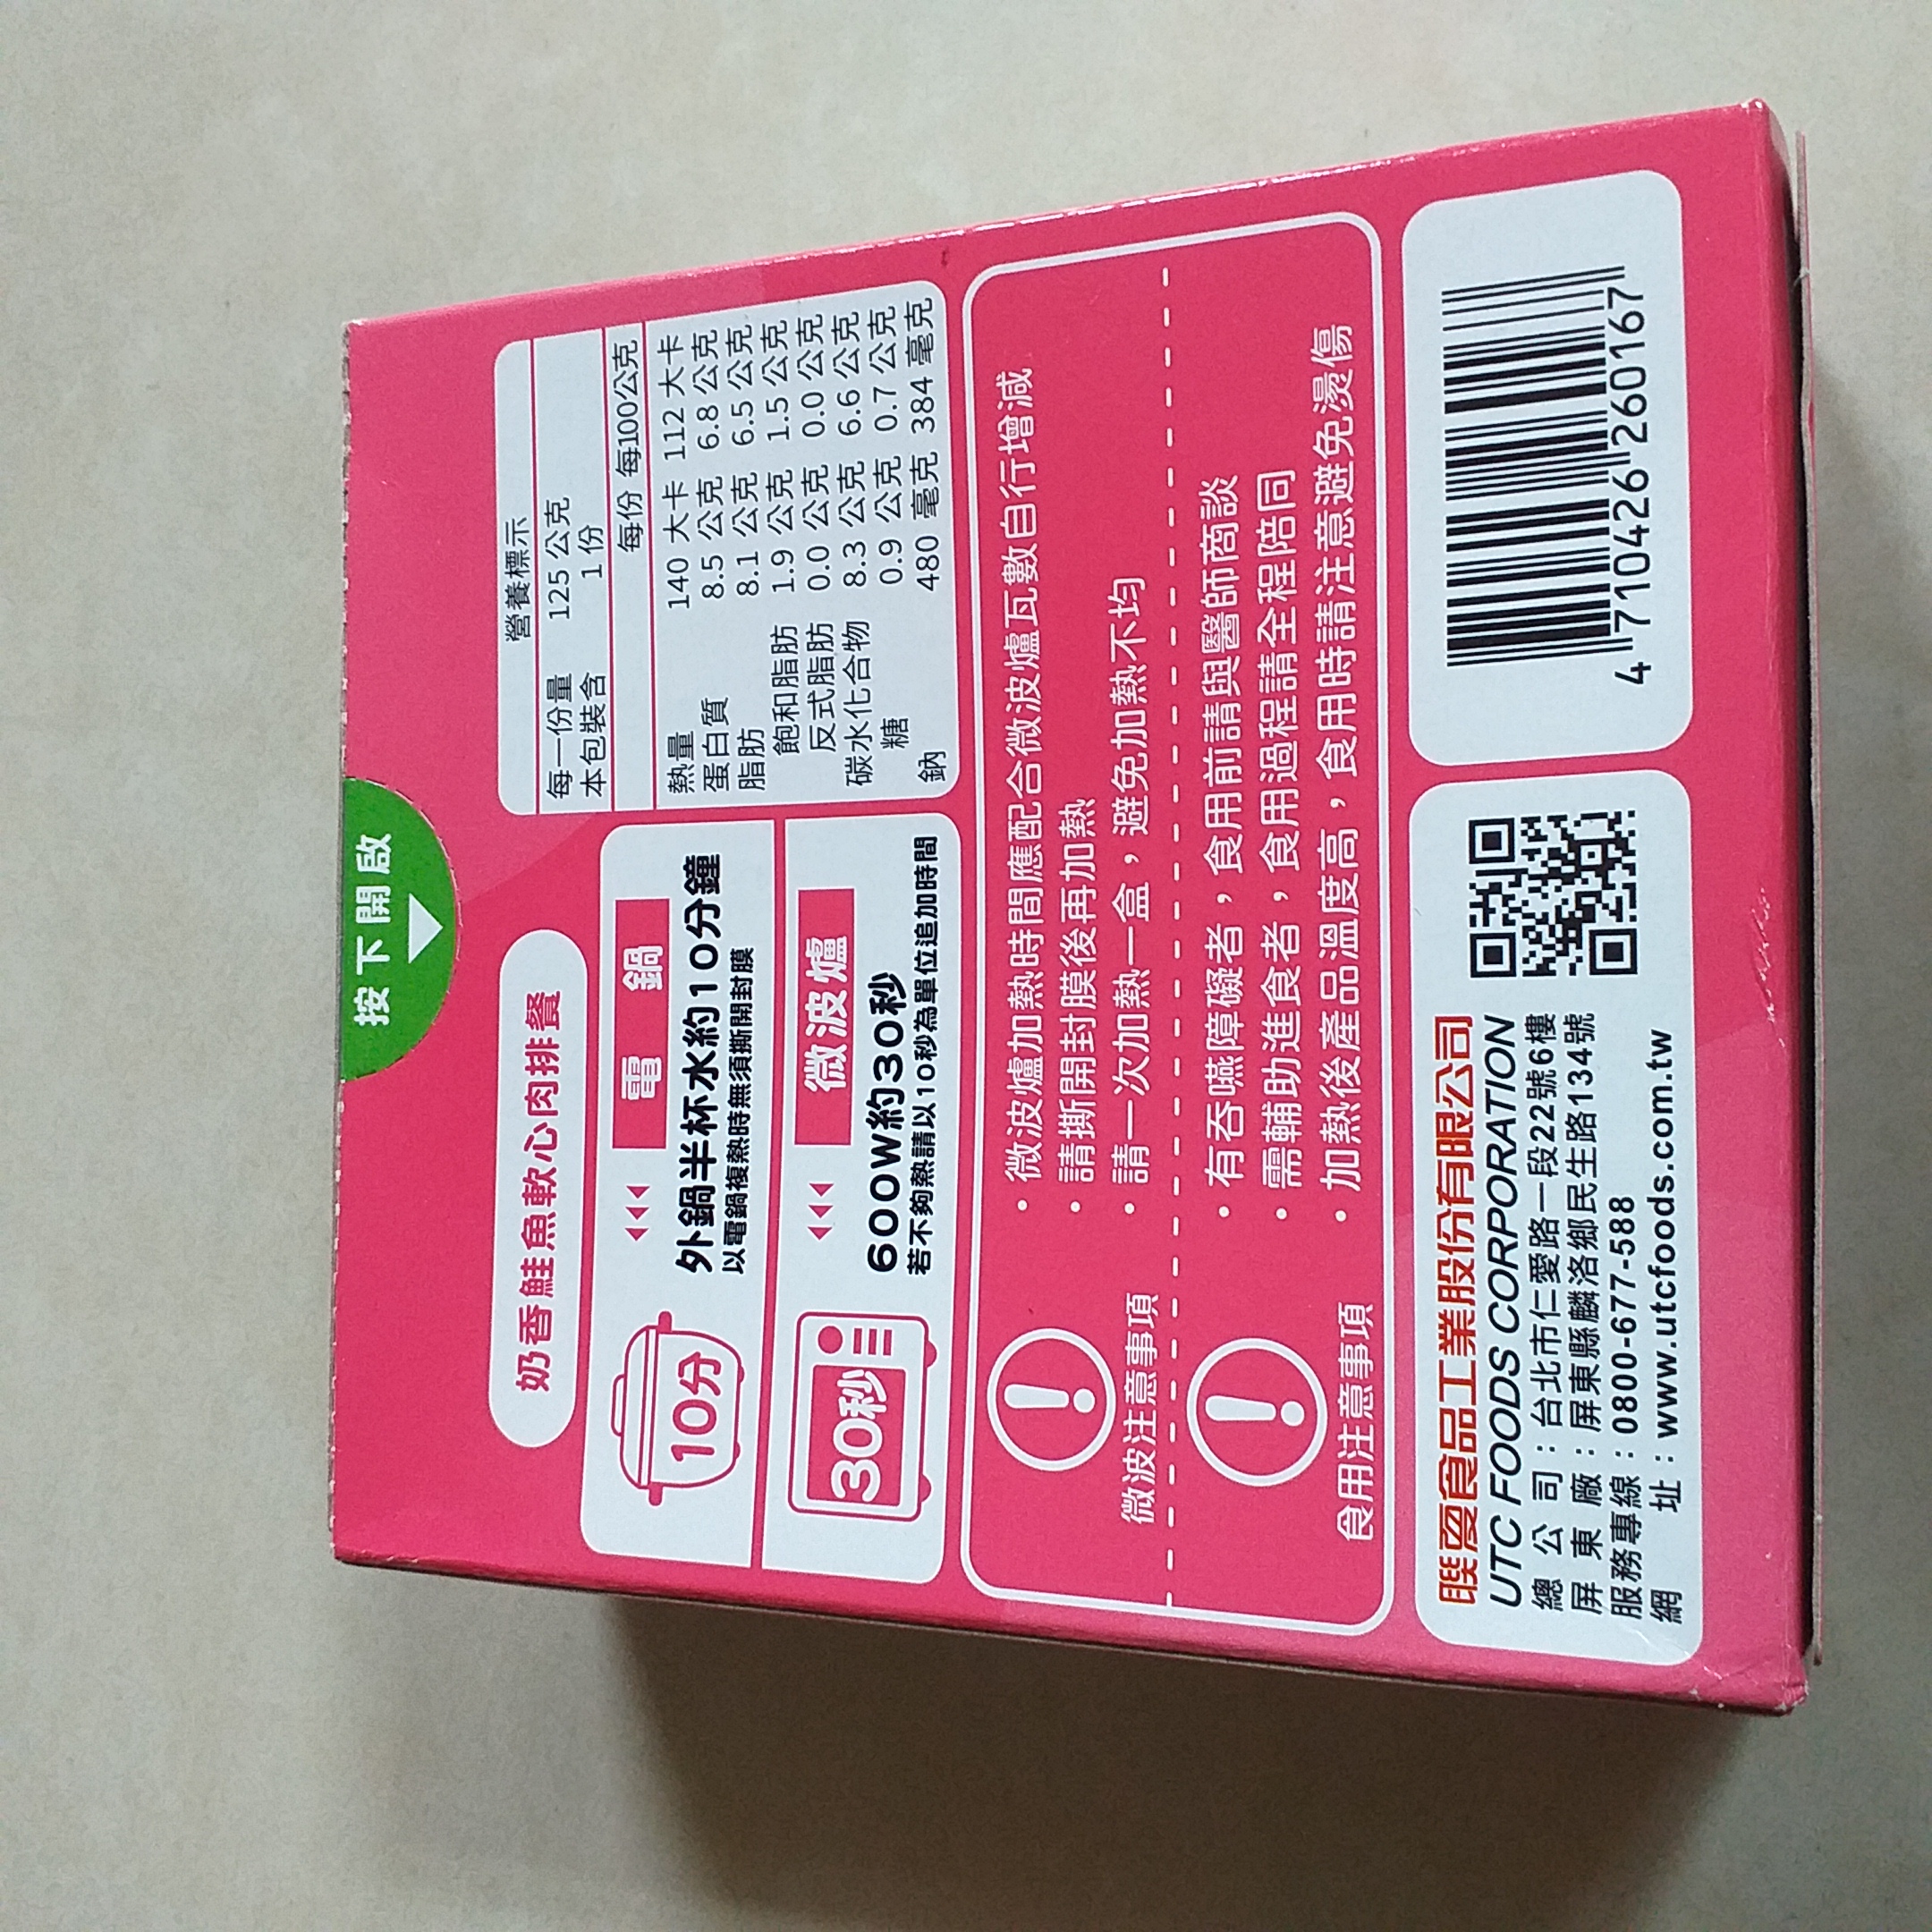 按下開啟
奶香鮭魚軟心肉排餐
10分
電鍋
外鍋半杯水約10分鐘
以電鍋複熱時無須撕開封膜
30秒
微波爐
600W約30秒
若不夠熱請以10秒為單位追加時間
營養標示
每一份量 125 公克
本包裝含 1 份
每份 每100公克
熱量 140 大卡 112 大卡
蛋白質 8.5 公克 6.8 公克
脂肪 8.1 公克 6.5 公克
飽和脂肪 1.9 公克 1.5 公克
反式脂肪 0.0 公克 0.0 公克
碳水化合物 8.3 公克 6.6 公克
糖 0.9 公克 0.7 公克
鈉 480 毫克 384 毫克
微波注意事項
・微波爐加熱時間應配合微波爐瓦數自行增減
・請撕開封膜後再加熱
・請一次加熱一盒，避免加熱不均
食用注意事項
・有吞嚥障礙者，食用前請與醫師商談
・需輔助進食者，食用過程請全程陪同
・加熱後產品溫度高，食用時請注意避免燙傷
聯夏食品工業股份有限公司
UTC FOODS CORPORATION
總公司：台北市仁愛路一段22號6樓
屏東廠：屏東縣麟洛鄉民生路134號
服務專線：0800-677-588
網址：www.utcfoods.com.tw
4 710426 260167